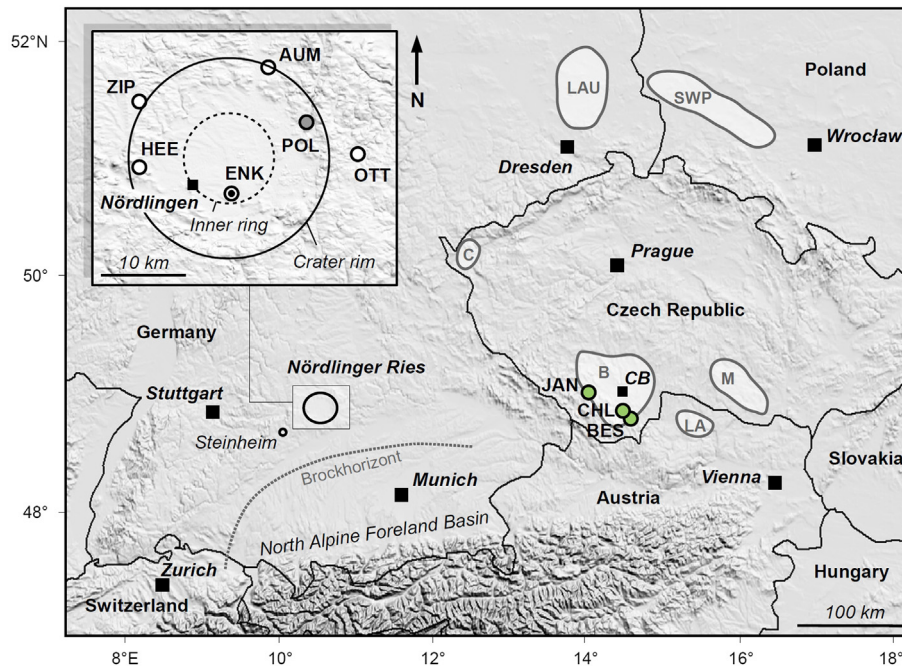 52°N
50°
48°
8°E
10°
12°
14°
16°
18°
AUM
ZIP
HEE
POL
OTT
ENK
Nördlingen
Inner ring
Crater rim
10 km
N
LAU
SWP
Poland
Wrocław
Dresden
C
Prague
Czech Republic
Germany
Nördlinger Ries
Stuttgart
Steinheim
JAN
B
CB
CHL
BES
M
LA
Brockhorizont
Munich
Vienna
Slovakia
Austria
North Alpine Foreland Basin
Zurich
Switzerland
Hungary
100 km